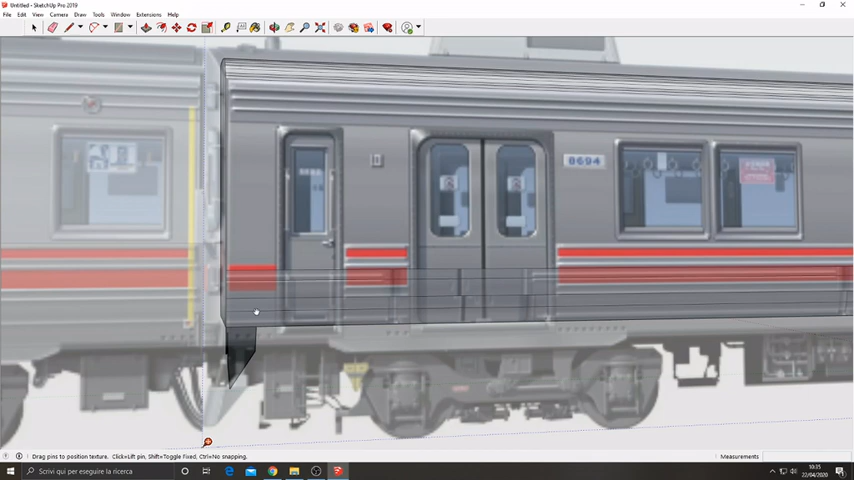 Untitled - SketchUp Pro 2019
File Edit View Camera Draw Tools Window Extensions Help
8694
Drag pins to position texture. Click=Lift pin, Shift=Toggle Fixed, Ctrl=No snapping.
Measurements
Scrivi qui per eseguire la ricerca
10:35
22/04/2020